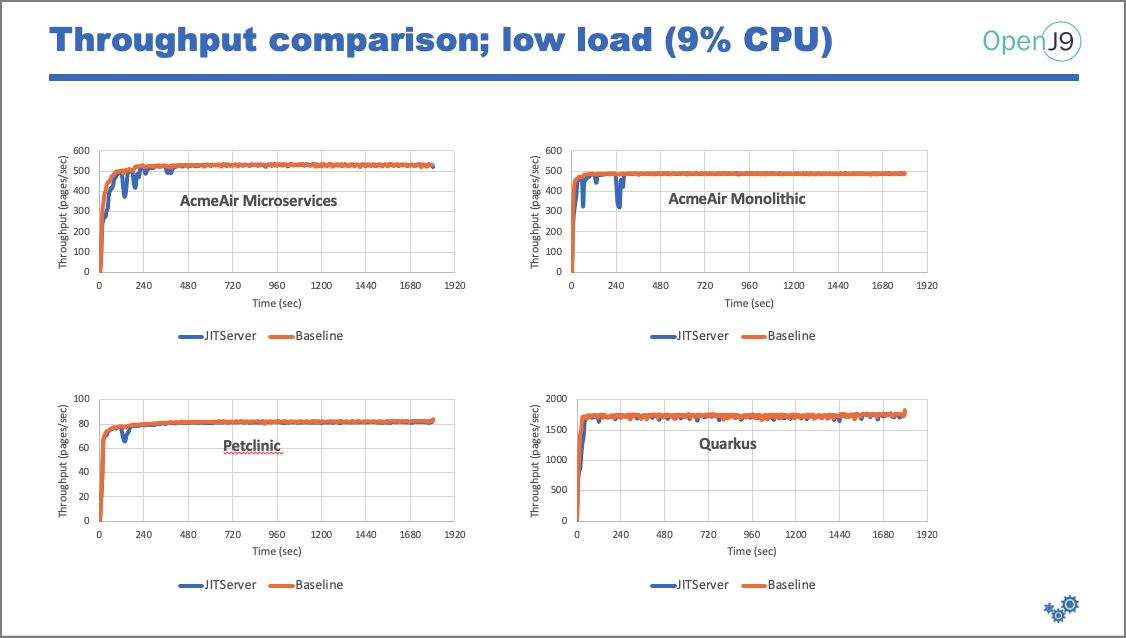 Throughput comparison; low load (9% CPU)
OpenJ9
Throughput (pages/sec)
600
500
400
300
200
100
0
AcmeAir Microservices
0 240 480 720 960 1200 1440 1680 1920
Time (sec)
JITServer Baseline
Throughput (pages/sec)
600
500
400
300
200
100
0
AcmeAir Monolithic
0 240 480 720 960 1200 1440 1680 1920
Time (sec)
JITServer Baseline
Throughput (pages/sec)
100
80
60
40
20
0
Petclinic
0 240 480 720 960 1200 1440 1680 1920
Time (sec)
JITServer Baseline
Throughput (pages/sec)
2000
1500
1000
500
0
Quarkus
0 240 480 720 960 1200 1440 1680 1920
Time (sec)
JITServer Baseline